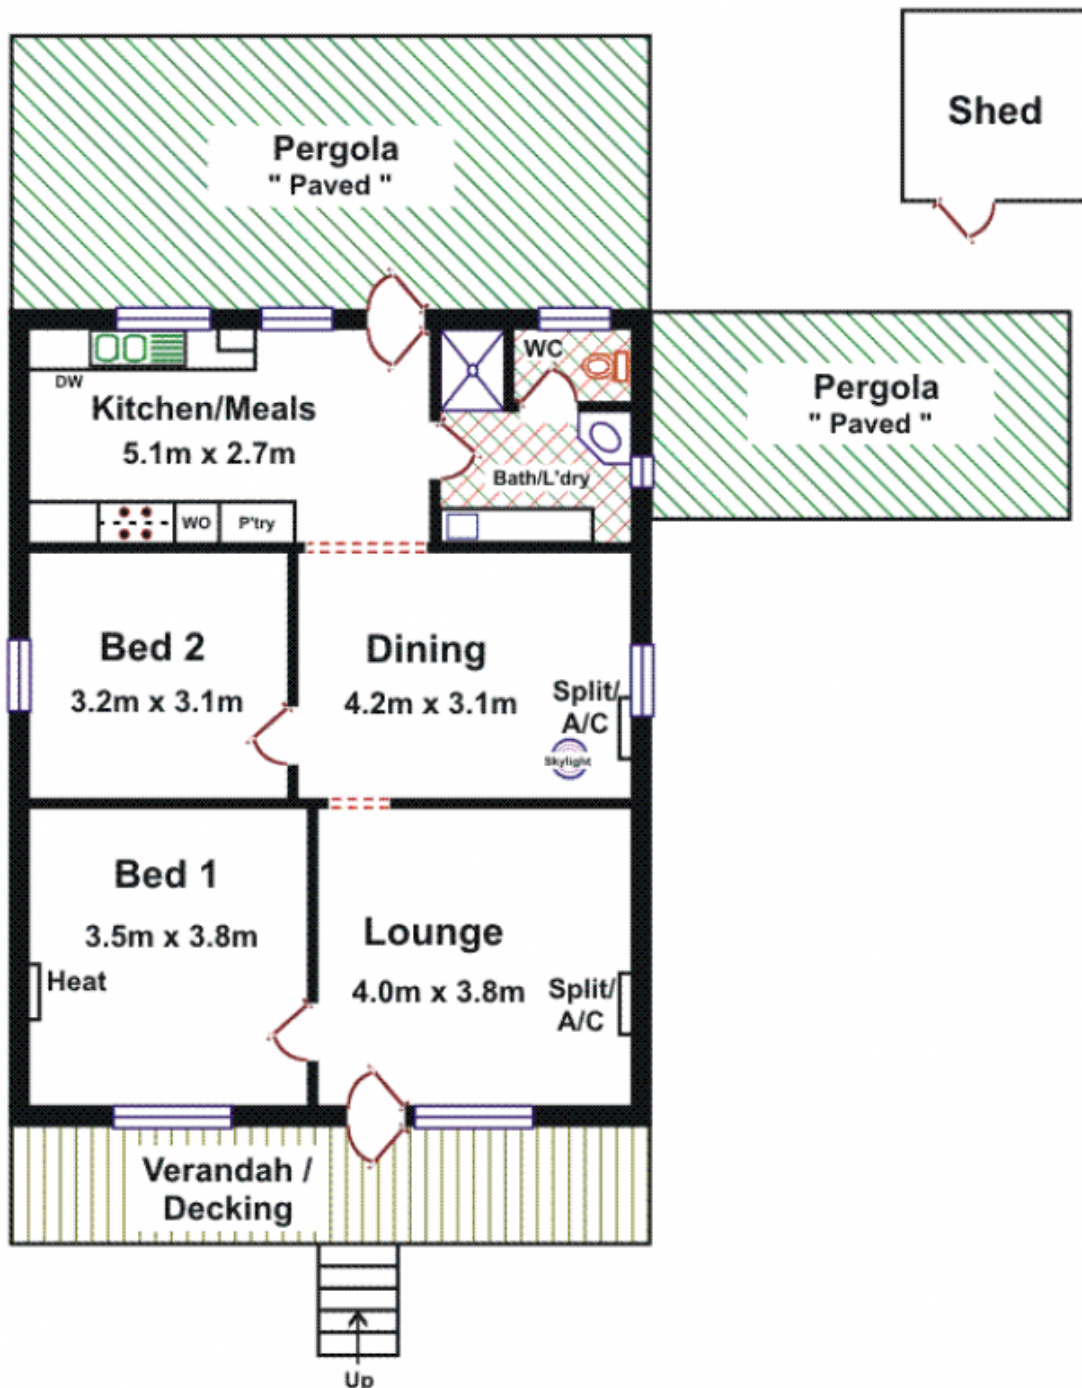 Shed
Pergola
" Paved "
WC
Pergola
" Paved "
DW
Kitchen/Meals
5.1m x 2.7m
Bath/L'dry
WO
P'try
Bed 2
3.2m x 3.1m
Dining
4.2m x 3.1m
Split/
A/C
Skylight
Bed 1
3.5m x 3.8m
Heat
Lounge
4.0m x 3.8m
Split/
A/C
Verandah /
Decking
Up